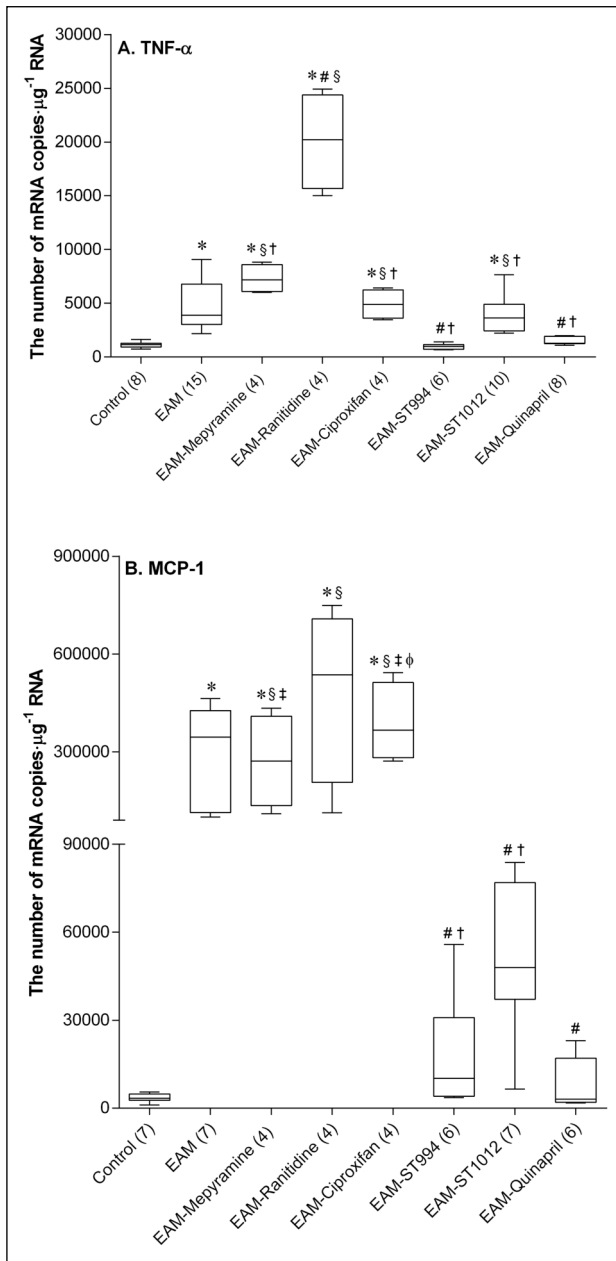 A. TNF-α
The number of mRNA copies·µg⁻¹ RNA
30000
25000
20000
15000
10000
5000
0
*
*§†
*#§
*§†
#†
*§†
#†
Control (8)
EAM (15)
EAM-Mepyramine (4)
EAM-Ranitidine (4)
EAM-Ciproxifan (4)
EAM-ST994 (6)
EAM-ST1012 (10)
EAM-Quinapril (8)
B. MCP-1
The number of mRNA copies·µg⁻¹ RNA
900000
600000
300000
90000
60000
30000
0
*
*§‡
*§
*§‡ϕ
#†
#†
#
Control (7)
EAM (7)
EAM-Mepyramine (4)
EAM-Ranitidine (4)
EAM-Ciproxifan (4)
EAM-ST994 (6)
EAM-ST1012 (7)
EAM-Quinapril (6)